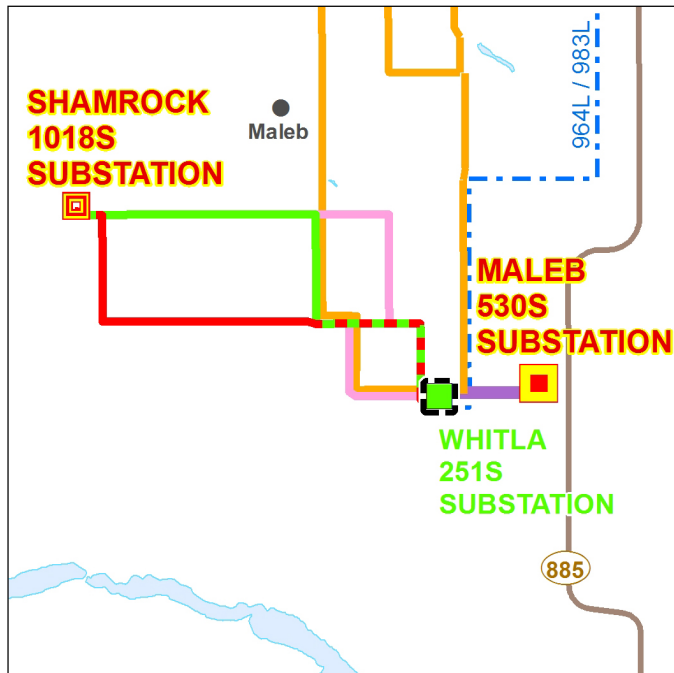 SHAMROCK
1018S
SUBSTATION
Maleb
964L / 983L
MALEB
530S
SUBSTATION
WHITLA
251S
SUBSTATION
885